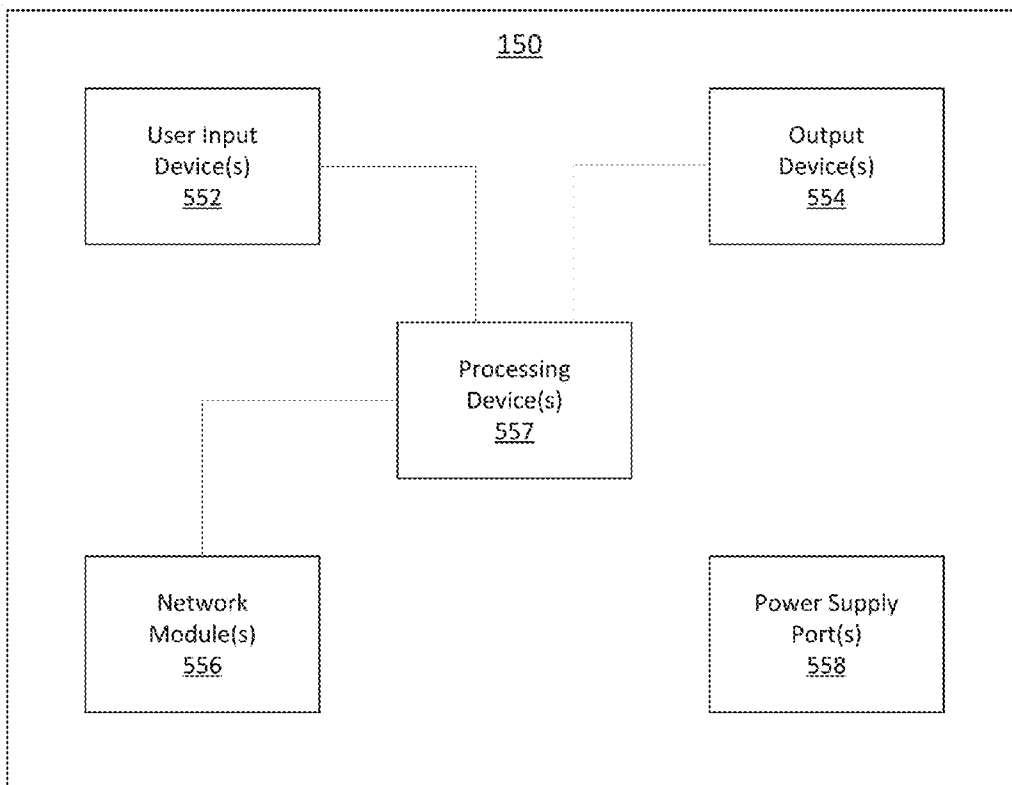 150
User Input
Device(s)
552
Output
Device(s)
554
Processing
Device(s)
557
Network
Module(s)
556
Power Supply
Port(s)
558